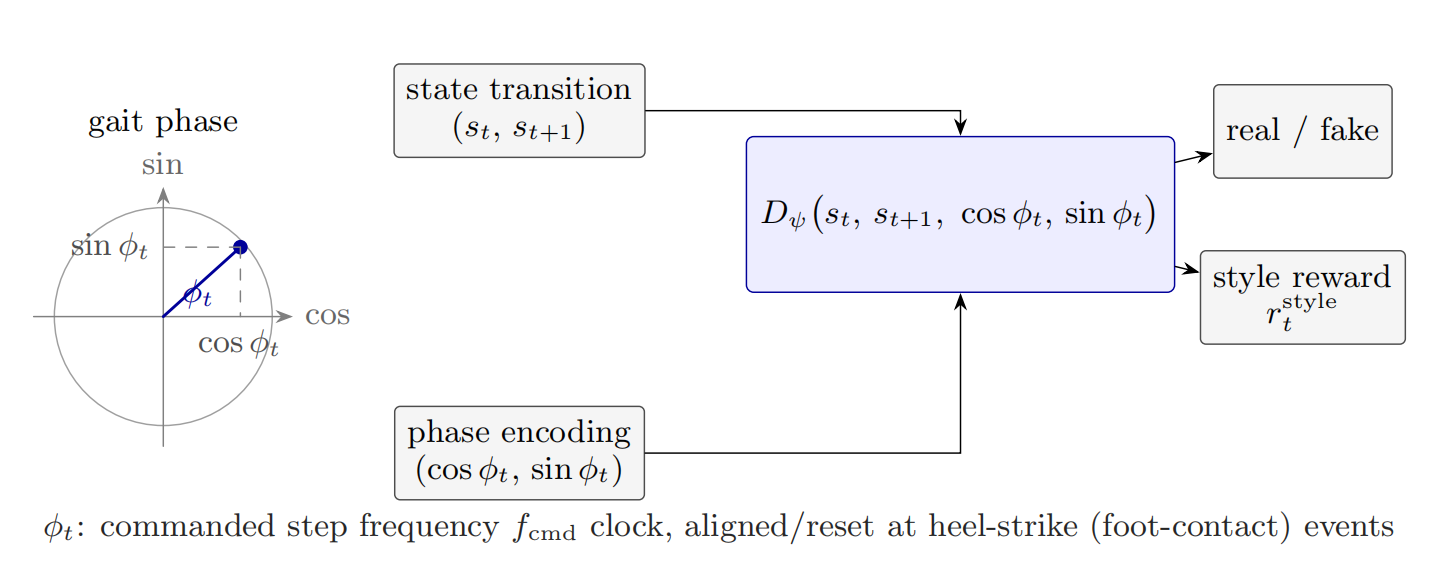 gait phase
sin
sin ϕ_t
ϕ_t
cos
cos ϕ_t
state transition
(s_t, s_{t+1})
phase encoding
(cos ϕ_t, sin ϕ_t)
D_ψ(s_t, s_{t+1}, cos ϕ_t, sin ϕ_t)
real / fake
style reward
r_t^{style}
ϕ_t: commanded step frequency f_{cmd} clock, aligned/reset at heel-strike (foot-contact) events